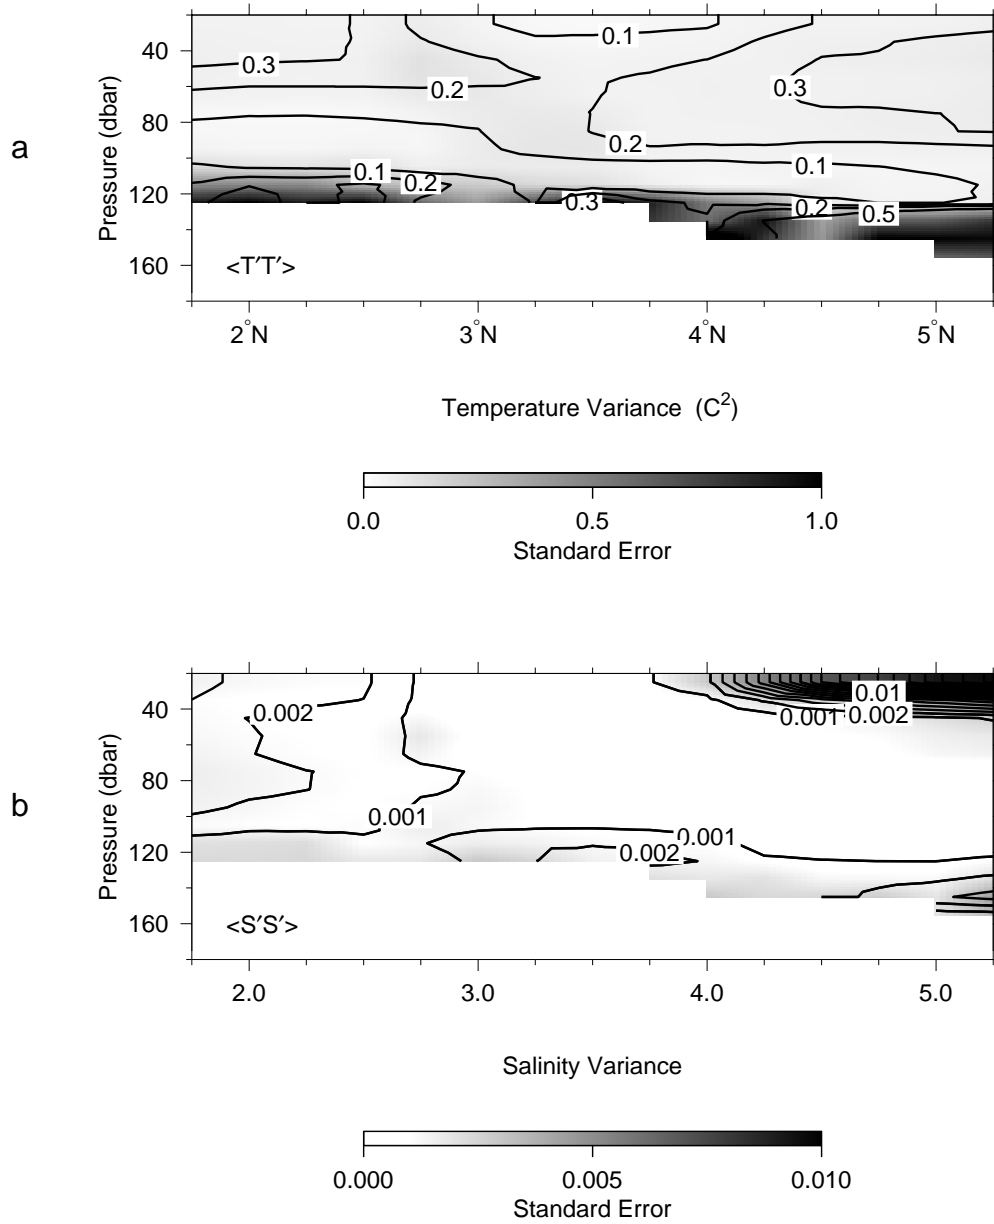 a
Pressure (dbar)
40
80
120
160
0.1
0.3
0.2
0.3
0.2
0.1
0.1
0.2
0.3
0.2
0.5
<T′T′>
2°N
3°N
4°N
5°N
Temperature Variance (C²)
0.0
0.5
1.0
Standard Error
b
Pressure (dbar)
40
80
120
160
0.01
0.002
0.001
0.002
0.001
0.001
0.002
<S′S′>
2.0
3.0
4.0
5.0
Salinity Variance
0.000
0.005
0.010
Standard Error